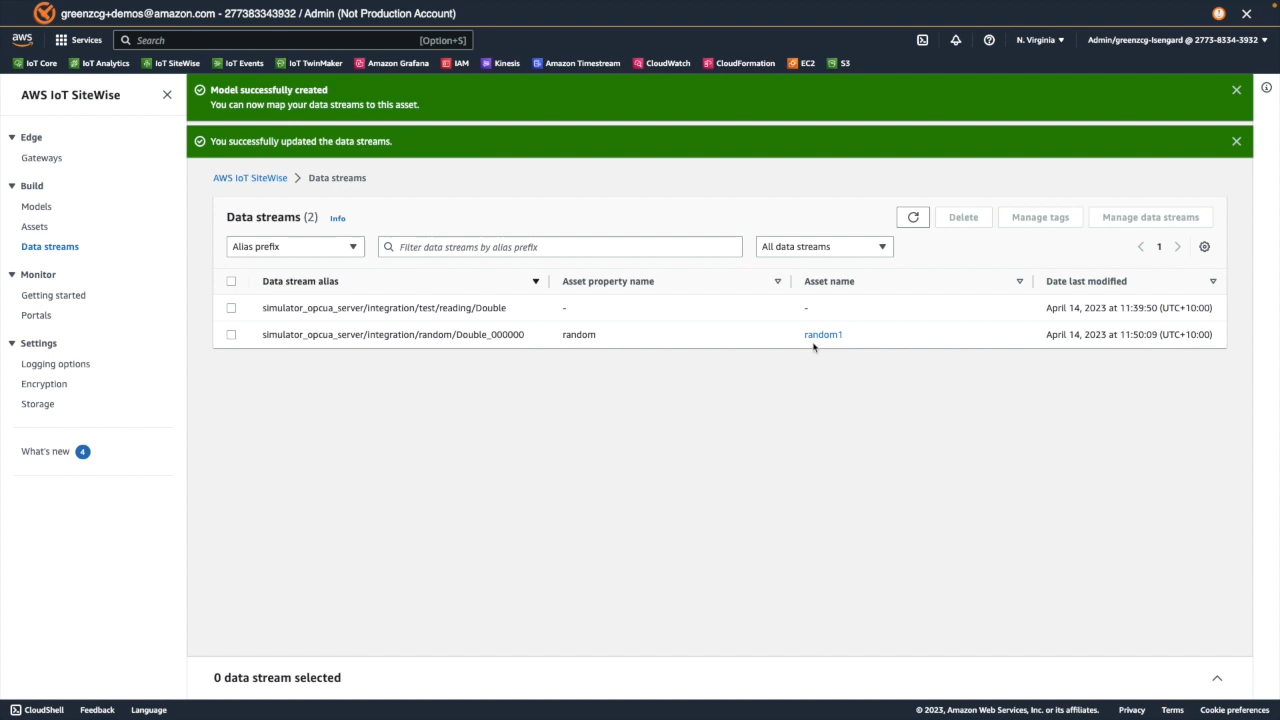 greenzcg+demos@amazon.com - 277383343932 / Admin (Not Production Account)
aws Services Search [Option+S] N. Virginia Admin/greenzcg-Isengard @ 2773-8334-3932
IoT Core IoT Analytics IoT SiteWise IoT Events IoT TwinMaker Amazon Grafana IAM Kinesis Amazon Timestream CloudWatch CloudFormation EC2 S3
AWS IoT SiteWise
Edge
Gateways
Build
Models
Assets
Data streams
Monitor
Getting started
Portals
Settings
Logging options
Encryption
Storage
What's new 4
Model successfully created
You can now map your data streams to this asset.
You successfully updated the data streams.
AWS IoT SiteWise > Data streams
Data streams (2) Info Delete Manage tags Manage data streams
Alias prefix Filter data streams by alias prefix All data streams 1
Data stream alias Asset property name Asset name Date last modified
simulator_opcua_server/integration/test/reading/Double - - April 14, 2023 at 11:39:50 (UTC+10:00)
simulator_opcua_server/integration/random/Double_000000 random random1 April 14, 2023 at 11:50:09 (UTC+10:00)
0 data stream selected
CloudShell Feedback Language © 2023, Amazon Web Services, Inc. or its affiliates. Privacy Terms Cookie preferences